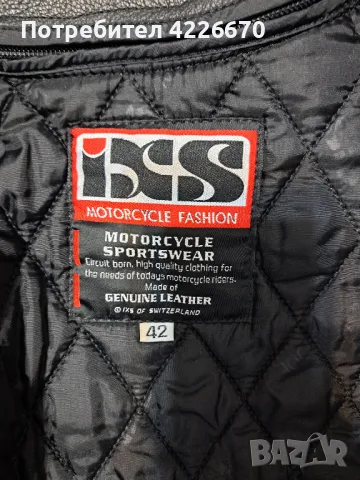 Потребител 4226670
iXS
MOTORCYCLE FASHION
MOTORCYCLE
SPORTSWEAR
Circuit born, high quality clothing for
the needs of todays motorcycle riders.
Made of
GENUINE LEATHER
© IXS OF SWITZERLAND
42
BAZAR